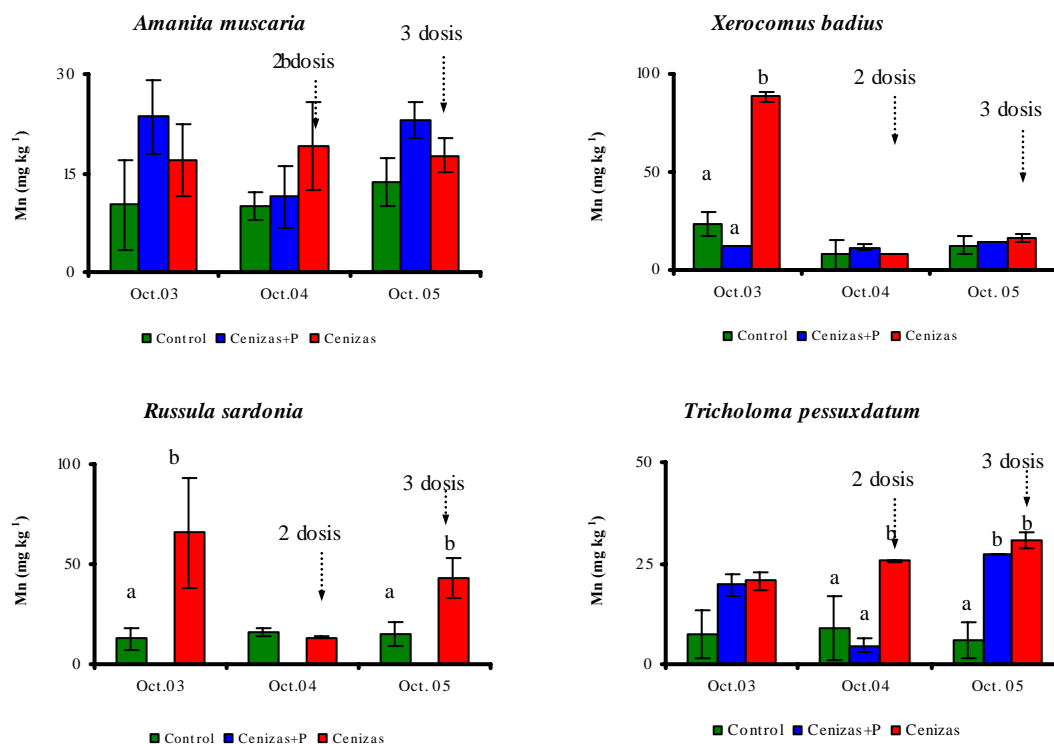 Amanita muscaria
2bdosis
3 dosis
30
15
0
Mn (mg kg-1)
Oct.03
Oct.04
Oct. 05
Control Cenizas+P Cenizas
Xerocomus badius
b
2 dosis
3 dosis
a
a
100
50
0
Mn (mg kg-1)
Oct.03
Oct.04
Oct. 05
Control Cenizas+P Cenizas
Russula sardonia
b
3 dosis
2 dosis
b
a
a
100
50
0
Mn (mg kg-1)
Oct.03
Oct.04
Oct. 05
Control Cenizas+P Cenizas
Tricholoma pessuxdatum
3 dosis
2 dosis
b
b
b
a
a
a
50
25
0
Mn (mg kg-1)
Oct.03
Oct.04
Oct. 05
Control Cenizas+P Cenizas